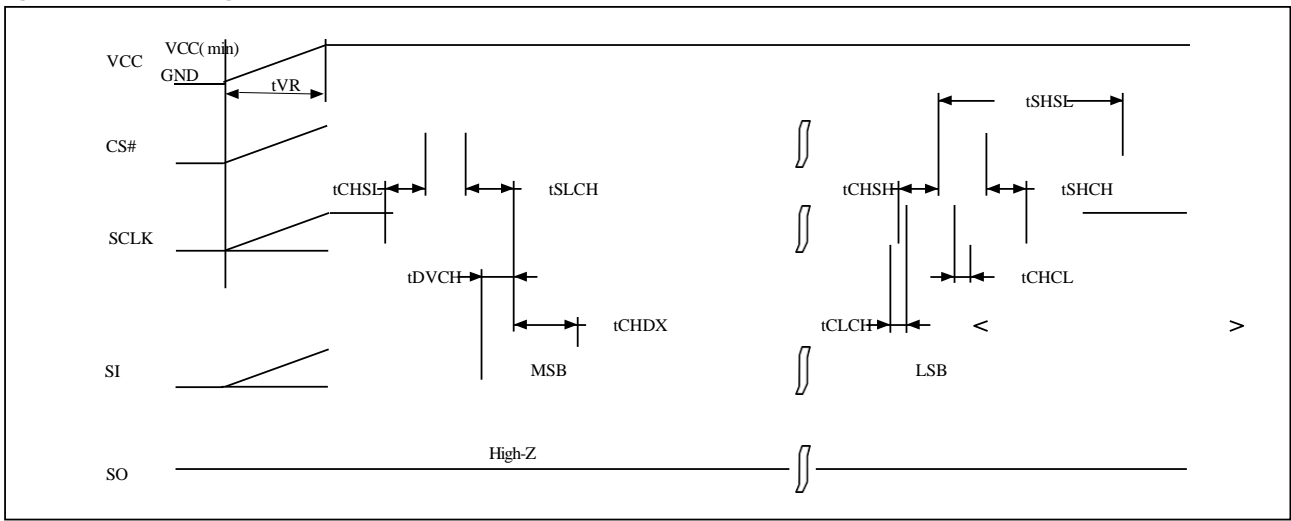 VCC(min)
VCC
GND
tVR
tSHSL
CS#
tCHSL
tSLCH
tCHSH
tSHCH
SCLK
tDVCH
tCHCL
tCHDX
tCLCH
<
>
SI
MSB
LSB
High-Z
SO